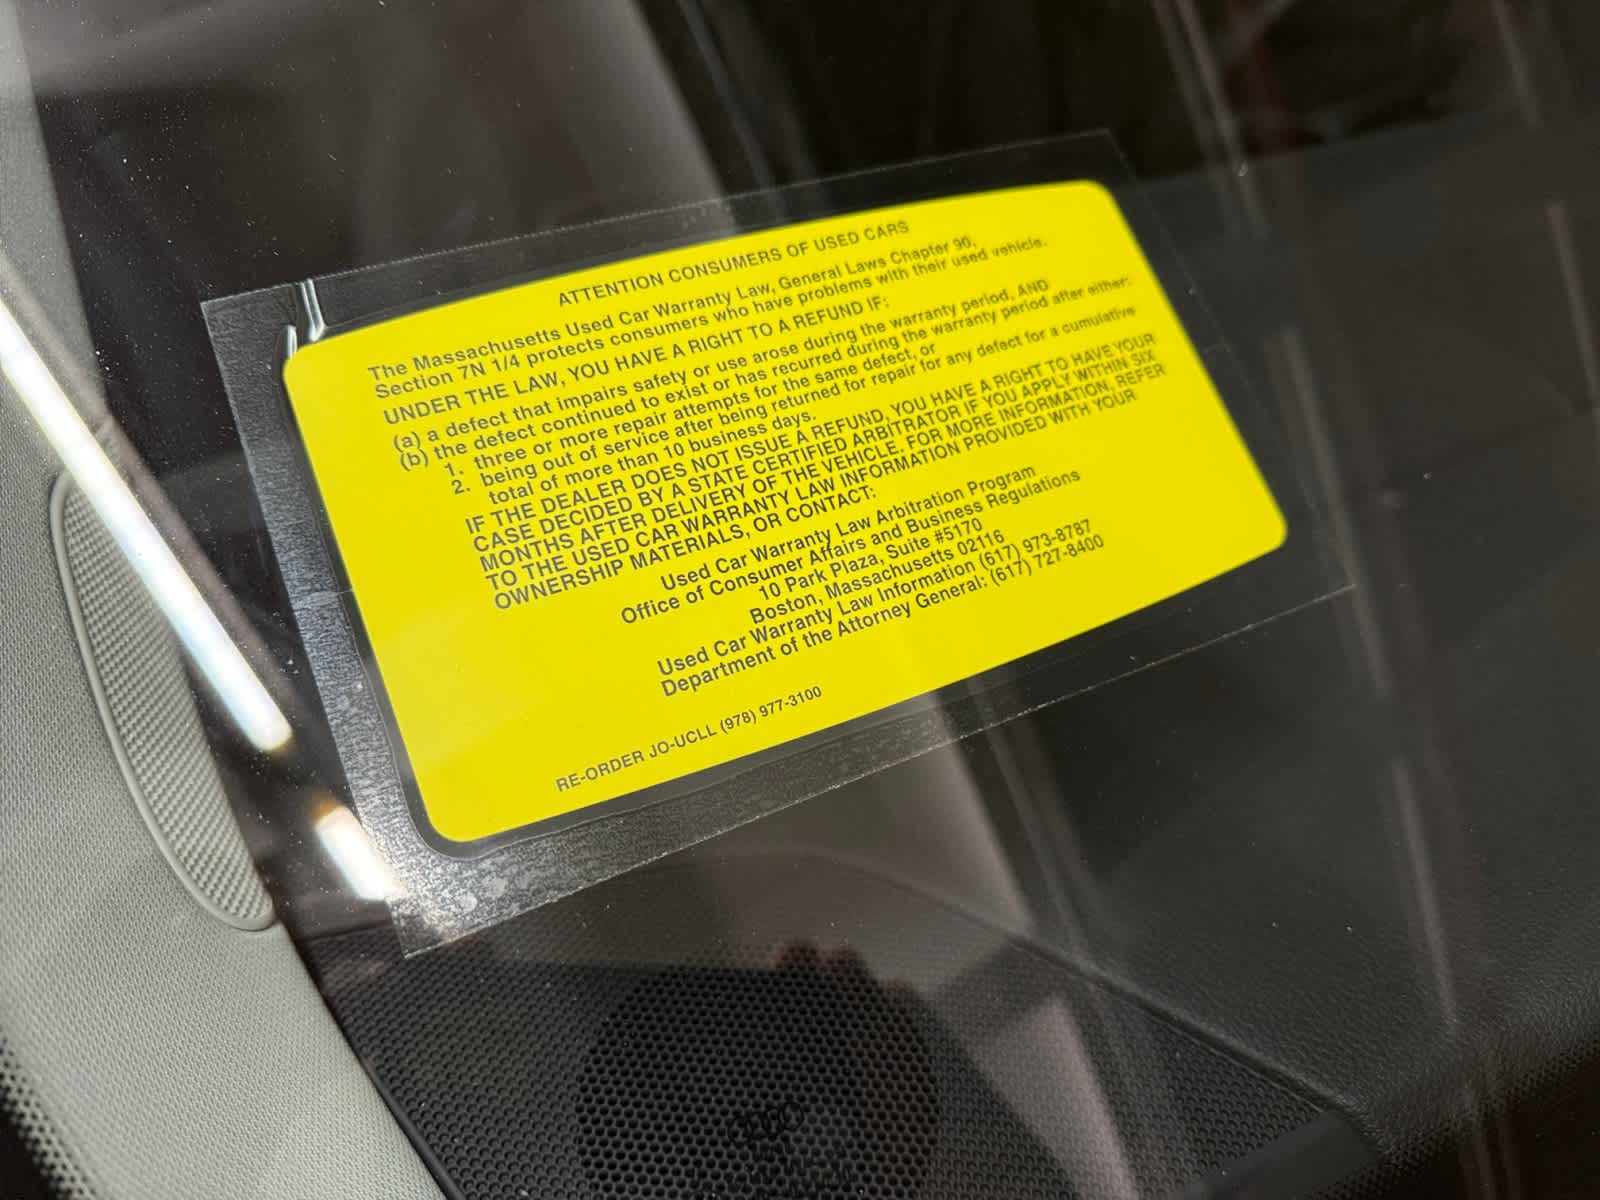 ATTENTION CONSUMERS OF USED CARS
The Massachusetts Used Car Warranty Law, General Laws Chapter 90,
Section 7N 1/4 protects consumers who have problems with their used vehicle.
UNDER THE LAW, YOU HAVE A RIGHT TO A REFUND IF:
(a) a defect that impairs safety or use arose during the warranty period, AND
(b) the defect continued to exist or has recurred during the warranty period after either:
1. three or more repair attempts for the same defect, or
2. being out of service after being returned for repair for any defect for a cumulative
total of more than 10 business days.
IF THE DEALER DOES NOT ISSUE A REFUND, YOU HAVE A RIGHT TO HAVE YOUR
CASE DECIDED BY A STATE CERTIFIED ARBITRATOR IF YOU APPLY WITHIN SIX
MONTHS AFTER DELIVERY OF THE VEHICLE. FOR MORE INFORMATION, REFER
TO THE USED CAR WARRANTY LAW INFORMATION PROVIDED WITH YOUR
OWNERSHIP MATERIALS, OR CONTACT:
Used Car Warranty Law Arbitration Program
Office of Consumer Affairs and Business Regulations
10 Park Plaza, Suite #5170
Boston, Massachusetts 02116
Used Car Warranty Law Information (617) 973-8787
Department of the Attorney General: (617) 727-8400
RE-ORDER JO-UCLL (978) 977-3100